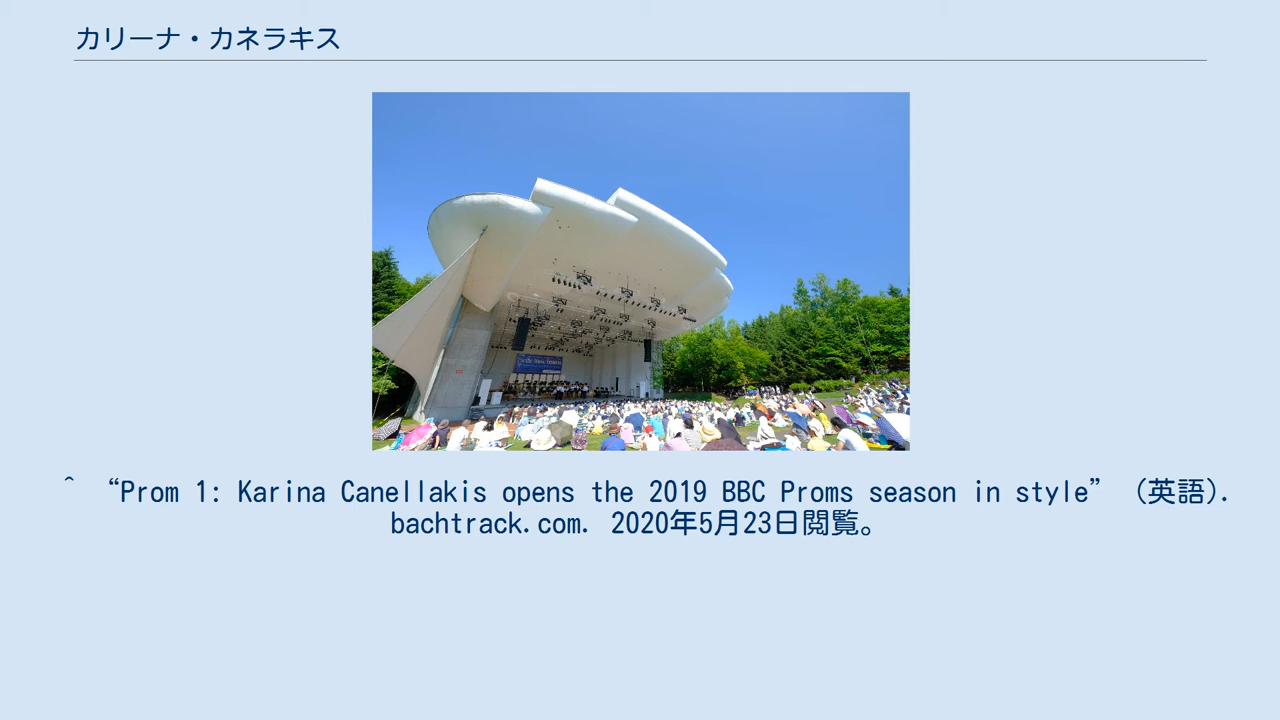 カリーナ・カネラキス
^ “Prom 1: Karina Canellakis opens the 2019 BBC Proms season in style” (英語).
bachtrack.com. 2020年5月23日閲覧。